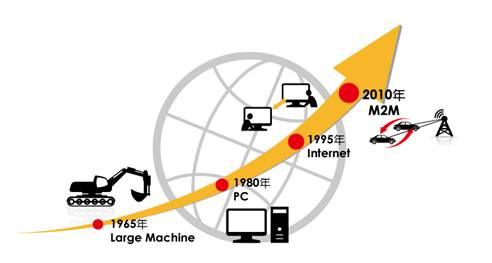 2010年
M2M
1995年
Internet
1980年
PC
1965年
Large Machine